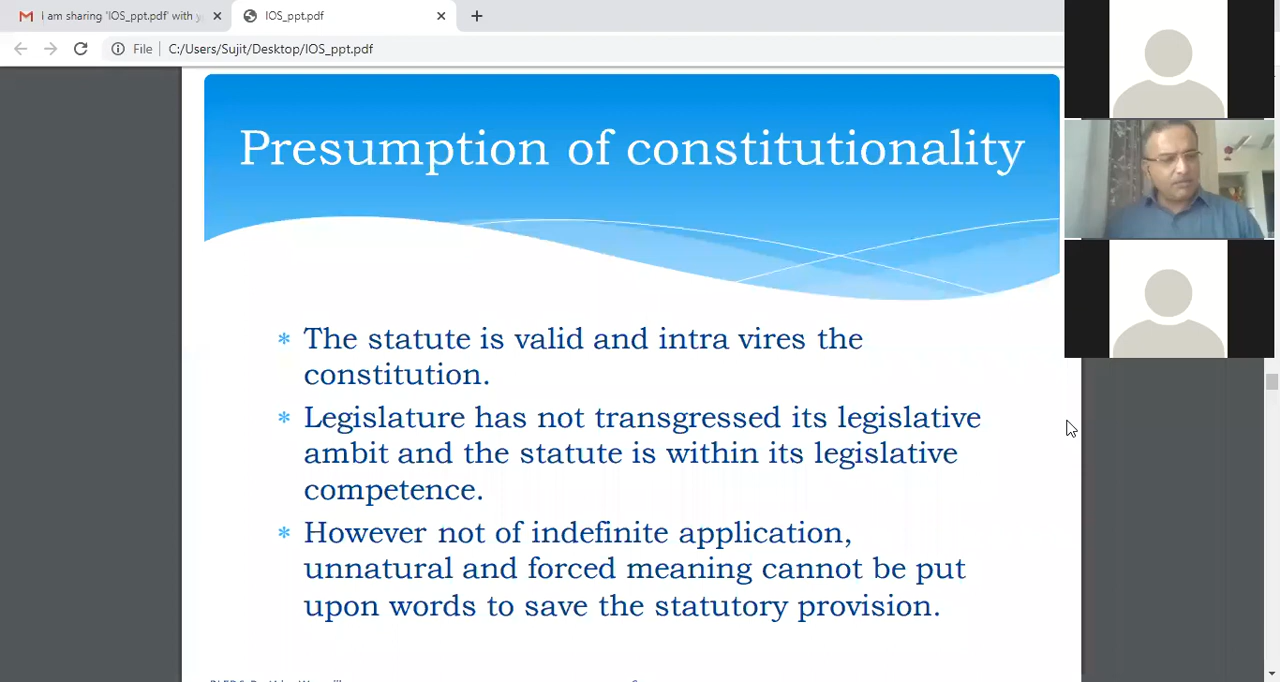 I am sharing 'IOS_ppt.pdf' with
IOS_ppt.pdf
File
C:/Users/Sujit/Desktop/IOS_ppt.pdf
Presumption of constitutionality
* The statute is valid and intra vires the
constitution.
* Legislature has not transgressed its legislative
ambit and the statute is within its legislative
competence.
* However not of indefinite application,
unnatural and forced meaning cannot be put
upon words to save the statutory provision.